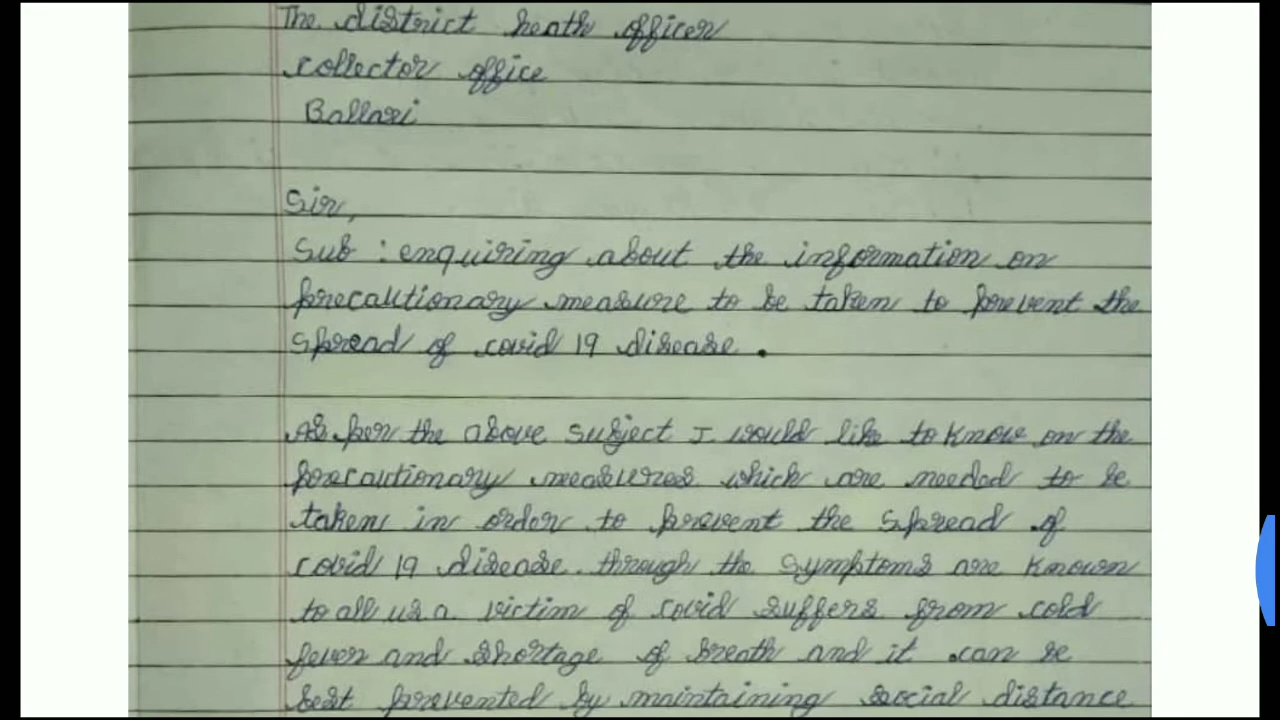 The district heath officer
collector office
Ballari
Sir,
Sub : enquiring about the information on
precautionary measure to be taken to prevent the
spread of covid 19 disease .
As per the above subject I would like to know on the
precautionary measures which are needed to be
taken in order to prevent the spread of
covid 19 disease. through the symptoms are known
to all us. a victim of covid suffers from cold
fever and shortage of breath and it can be
best prevented by maintaining social distance